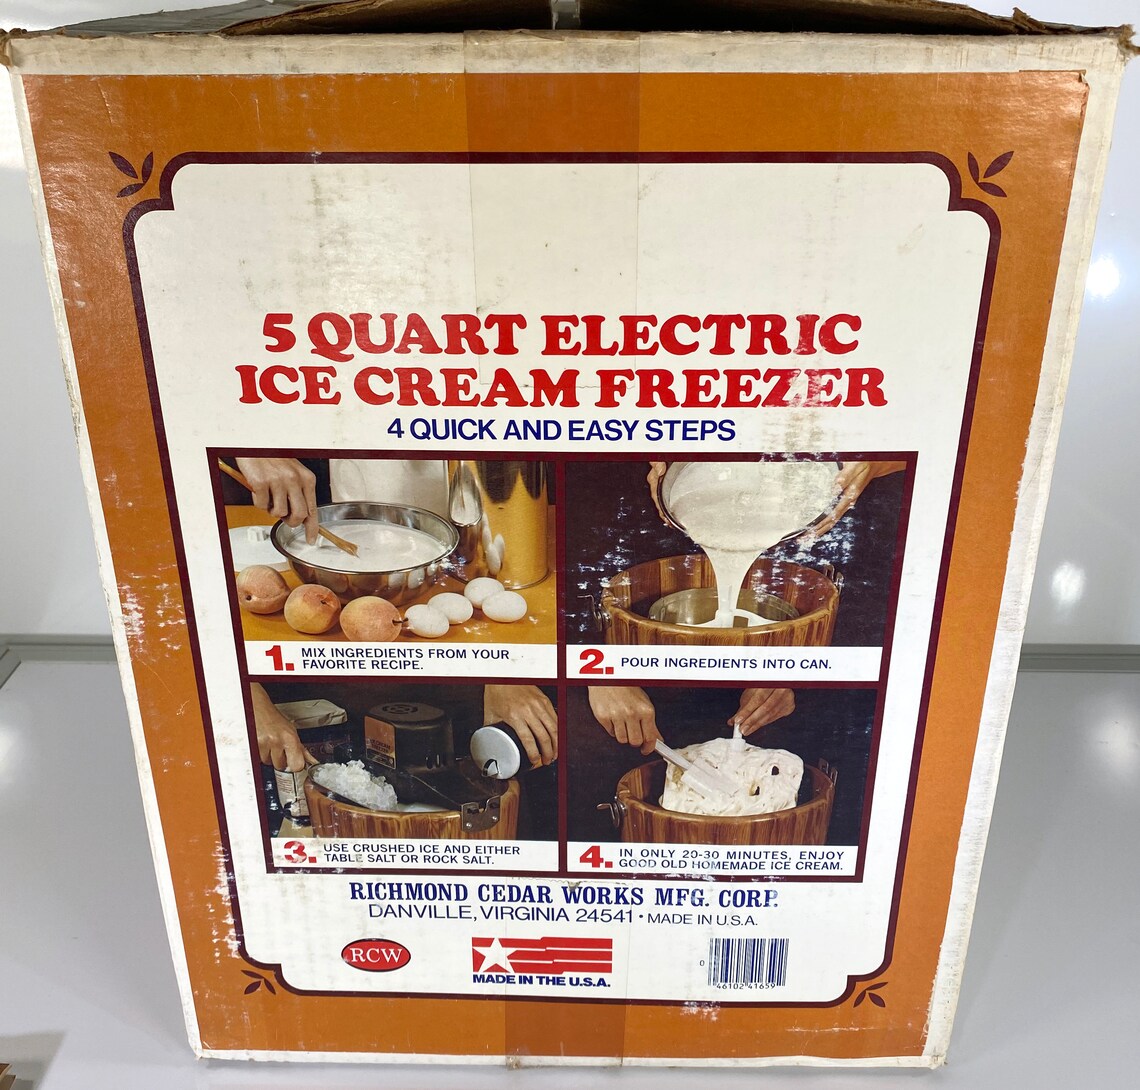 5 QUART ELECTRIC
ICE CREAM FREEZER
4 QUICK AND EASY STEPS
1. MIX INGREDIENTS FROM YOUR
FAVORITE RECIPE.
2. POUR INGREDIENTS INTO CAN.
3. USE CRUSHED ICE AND EITHER
TABLE SALT OR ROCK SALT.
4. IN ONLY 20-30 MINUTES, ENJOY
GOOD OLD HOMEMADE ICE CREAM.
RICHMOND CEDAR WORKS MFG. CORP.
DANVILLE, VIRGINIA 24541 • MADE IN U.S.A.
RCW
MADE IN THE U.S.A.
0 46102 41659